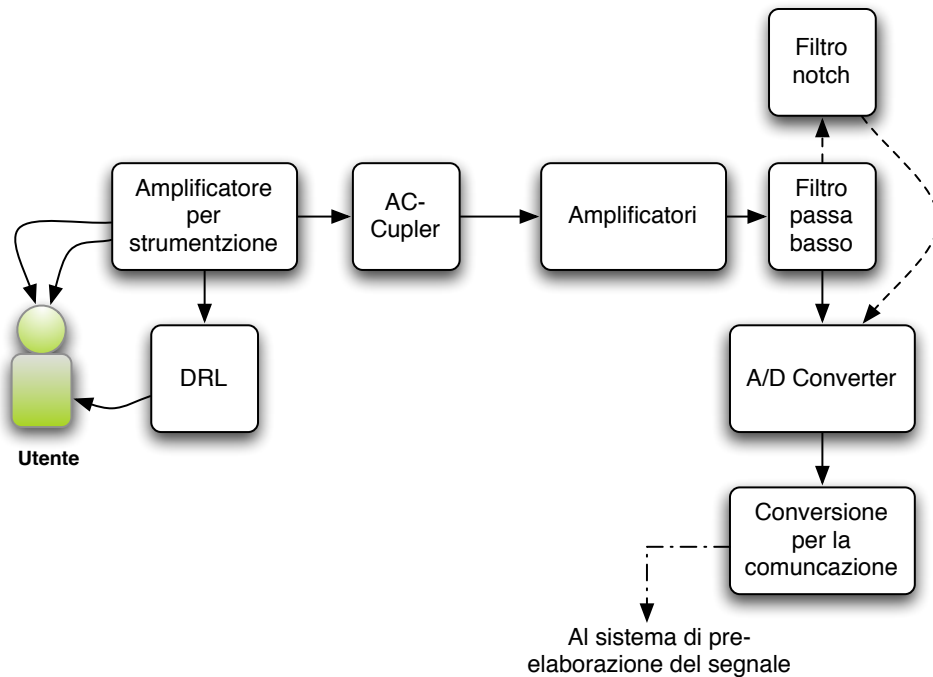 Filtro
notch
Amplificatore
per
strumentzione
AC-
Cupler
Amplificatori
Filtro
passa
basso
DRL
A/D Converter
Utente
Conversione
per la
comuncazione
Al sistema di pre-
elaborazione del segnale